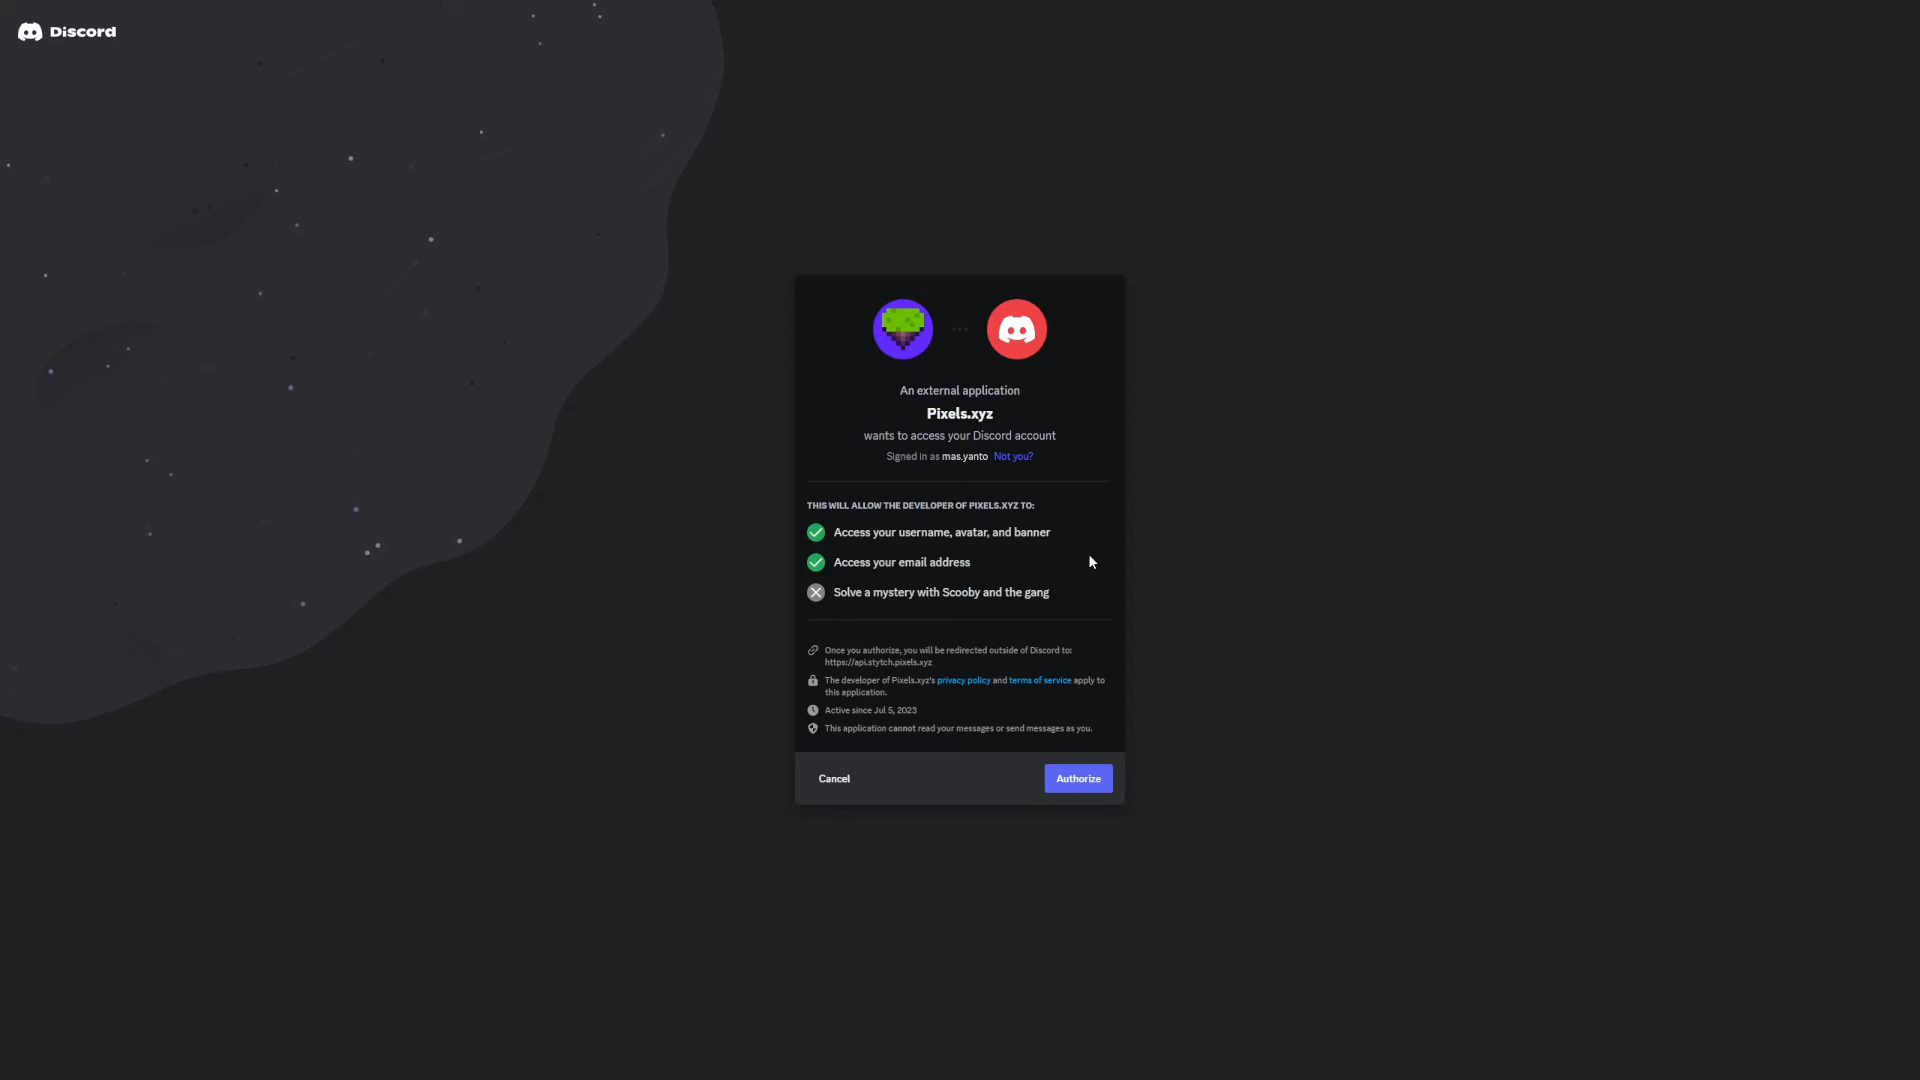 Discord
An external application
Pixels.xyz
wants to access your Discord account
Signed in as mas.yanto Not you?
THIS WILL ALLOW THE DEVELOPER OF PIXELS.XYZ TO:
Access your username, avatar, and banner
Access your email address
Solve a mystery with Scooby and the gang
Once you authorize, you will be redirected outside of Discord to:
https://api.stytch.pixels.xyz
The developer of Pixels.xyz's privacy policy and terms of service apply to
this application.
Active since Jul 5, 2023
This application cannot read your messages or send messages as you.
Cancel
Authorize